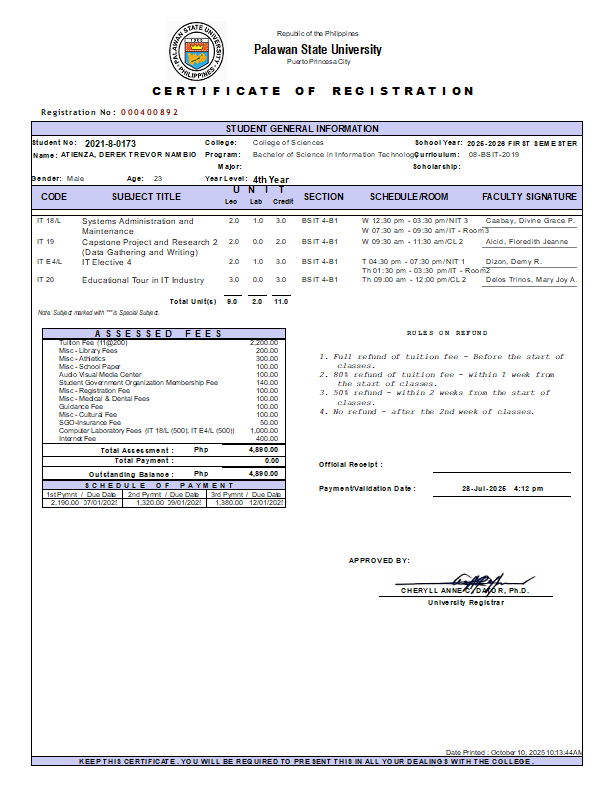 PALAWAN STATE UNIVERSITY
PHILIPPINES
Republic of the Philippines
Palawan State University
Puerto Princesa City
CERTIFICATE OF REGISTRATION
Registration No: 000400892
STUDENT GENERAL INFORMATION
Student No: 2021-8-0173 College: College of Sciences School Year: 2025-2026 FIRST SEMESTER
Name: ATIENZA, DEREK TREVOR NAMBIO Program: Bachelor of Science in Information Technology Curriculum: 08-BSIT-2019
Major: Scholarship:
Gender: Male Age: 23 Year Level: 4th Year
UNIT
CODE SUBJECT TITLE Lec Lab Credit SECTION SCHEDULE/ROOM FACULTY SIGNATURE
IT 18/L Systems Administration and Maintenance 2.0 1.0 3.0 BSIT 4-B1 W 12:30 pm - 03:30 pm/NIT 3 Caabay, Divine Grace P.
W 07:30 am - 09:30 am/IT - Room3
IT 19 Capstone Project and Research 2 (Data Gathering and Writing) 2.0 0.0 2.0 BSIT 4-B1 W 09:30 am - 11:30 am/CL 2 Alcid, Floredith Jeanne
IT E4/L IT Elective 4 2.0 1.0 3.0 BSIT 4-B1 T 04:30 pm - 07:30 pm/NIT 1 Dizon, Demy R.
Th 01:30 pm - 03:30 pm/IT - Room2
IT 20 Educational Tour in IT Industry 3.0 0.0 3.0 BSIT 4-B1 Th 09:00 am - 12:00 pm/CL 2 Delos Trinos, Mary Joy A.
Total Unit(s) 9.0 2.0 11.0
Note: Subject marked with "*" is Special Subject.
ASSESSED FEES
Tuition Fee (11@200) 2,200.00
Misc - Library Fees 200.00
Misc - Athletics 300.00
Misc - School Paper 100.00
Audio Visual Media Center 100.00
Student Government Organization Membership Fee 140.00
Misc - Registration Fee 100.00
Misc - Medical & Dental Fees 100.00
Guidance Fee 100.00
Misc - Cultural Fee 100.00
SGO-Insurance Fee 50.00
Computer Laboratory Fees (IT 18/L (500); IT E4/L (500)) 1,000.00
Internet Fee 400.00
Total Assessment: Php 4,890.00
Total Payment: 0.00
Outstanding Balance: Php 4,890.00
SCHEDULE OF PAYMENT
1st Pymnt / Due Date 2nd Pymnt / Due Date 3rd Pymnt / Due Date
2,190.00 07/01/2025 1,320.00 09/01/2025 1,380.00 12/01/2025
RULES ON REFUND
1. Full refund of tuition fee - Before the start of
classes.
2. 80% refund of tuition fee - within 1 week from
the start of classes.
3. 50% refund - within 2 weeks from the start of
classes.
4. No refund - after the 2nd week of classes.
Official Receipt:
Payment/Validation Date: 28-Jul-2025 4:12 pm
APPROVED BY:
CHERYLL ANNE C. DAJOR, Ph.D.
University Registrar
Date Printed : October 10, 2025 10:13:44AM
KEEP THIS CERTIFICATE. YOU WILL BE REQUIRED TO PRESENT THIS IN ALL YOUR DEALINGS WITH THE COLLEGE.